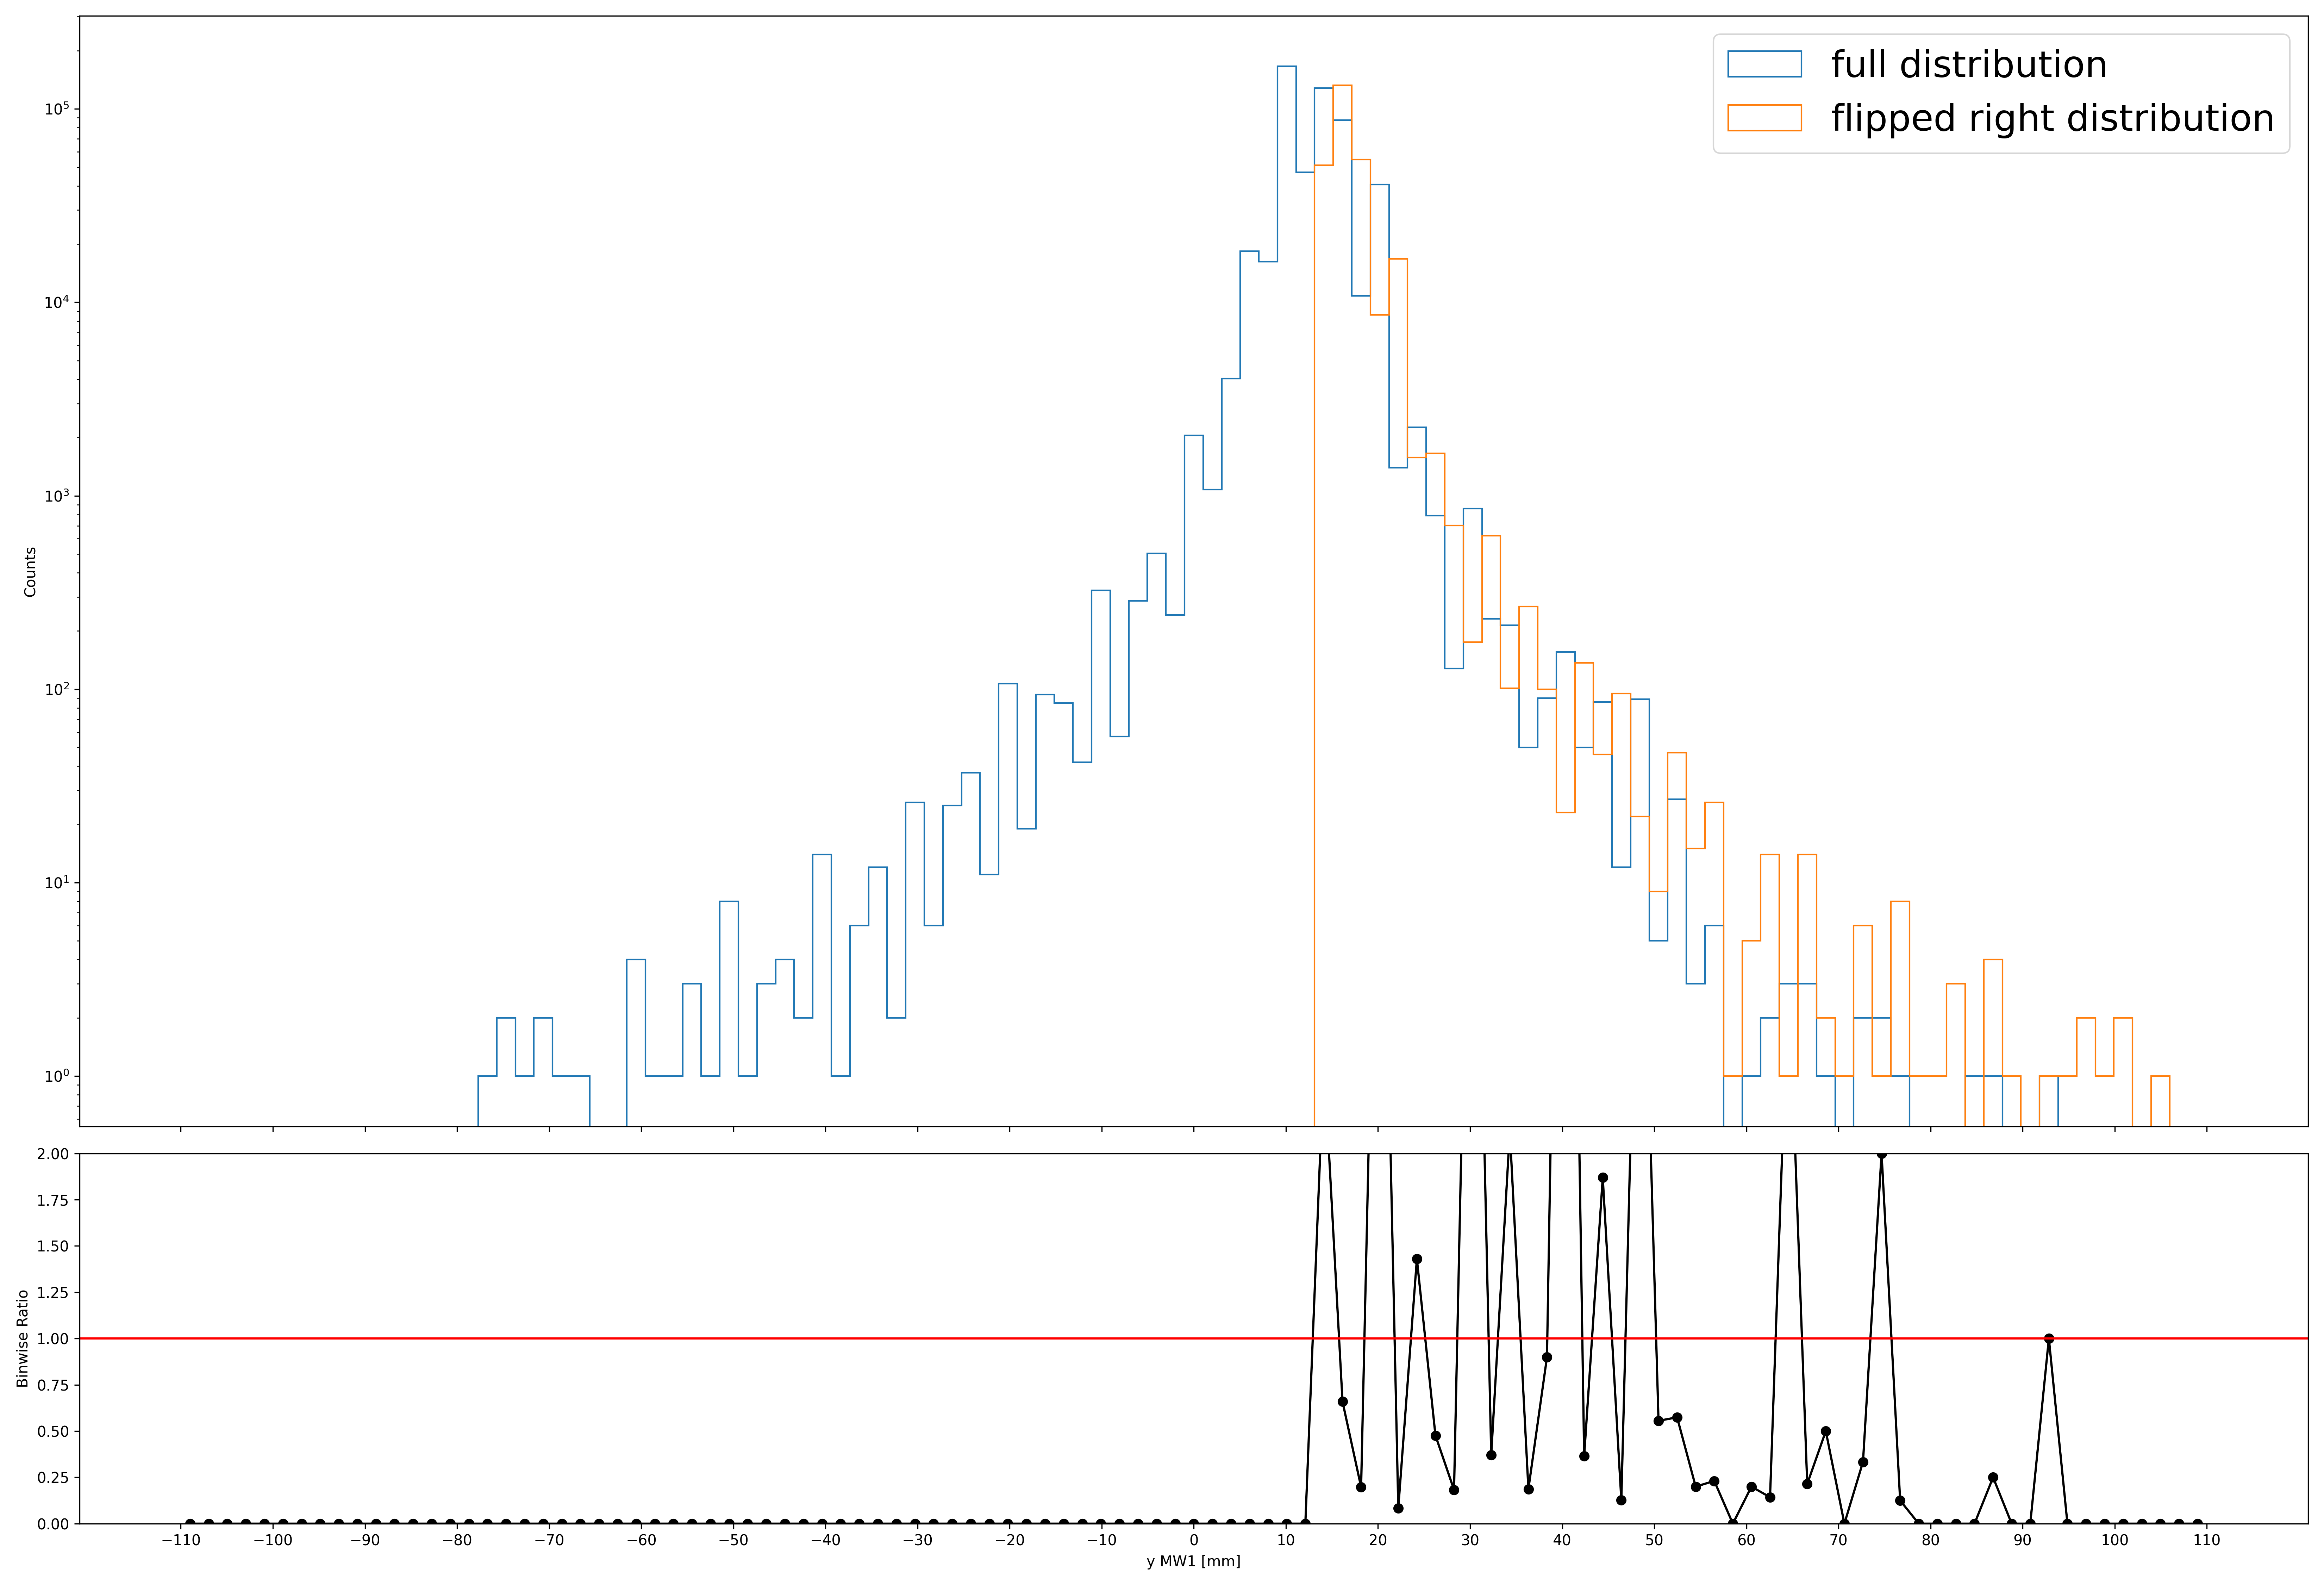 full distribution
flipped right distribution
10⁵
10⁴
10³
10²
10¹
10⁰
Counts
2.00
1.75
1.50
1.25
1.00
0.75
0.50
0.25
0.00
Binwise Ratio
−110 −100 −90 −80 −70 −60 −50 −40 −30 −20 −10 0 10 20 30 40 50 60 70 80 90 100 110
y MW1 [mm]